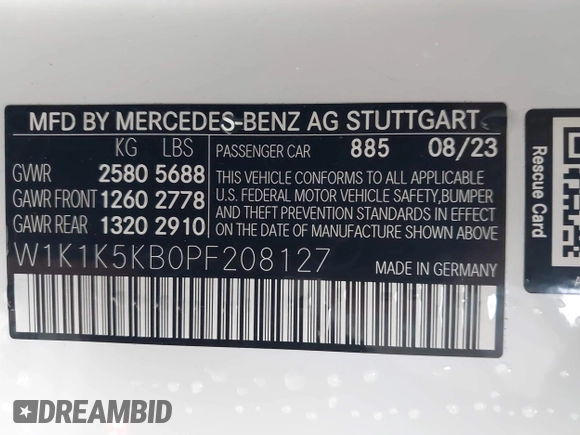 MFD BY MERCEDES-BENZ AG STUTTGART
KG LBS
GVWR 2580 5688
GAWR FRONT 1260 2778
GAWR REAR 1320 2910
PASSENGER CAR 885 08/23
THIS VEHICLE CONFORMS TO ALL APPLICABLE
U.S. FEDERAL MOTOR VEHICLE SAFETY,BUMPER
AND THEFT PREVENTION STANDARDS IN
EFFECT ON THE DATE OF MANUFACTURE
SHOWN ABOVE.
W1K1K5KB0PF208127
MADE IN GERMANY
Rescue Card
DREAMBID